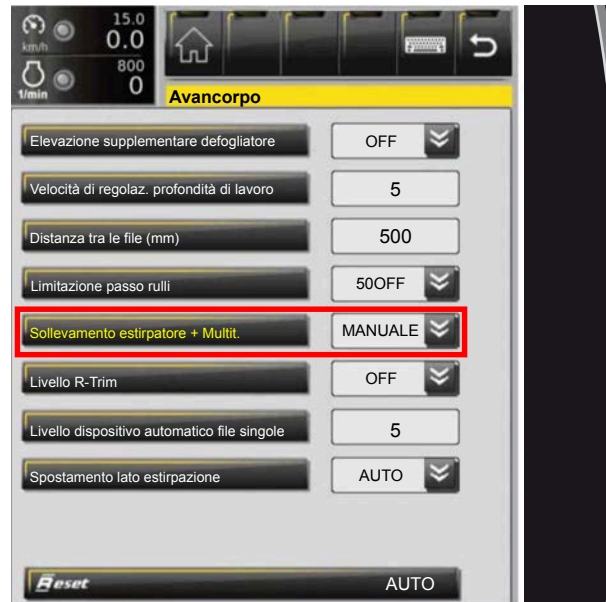 15.0
km/h 0.0
800
1/min 0
Avancorpo
Elevazione supplementare defogliatore OFF
Velocità di regolaz. profondità di lavoro 5
Distanza tra le file (mm) 500
Limitazione passo rulli 50OFF
Sollevamento estirpatore + Multit. MANUALE
Livello R-Trim OFF
Livello dispositivo automatico file singole 5
Spostamento lato estirpazione AUTO
Reset AUTO